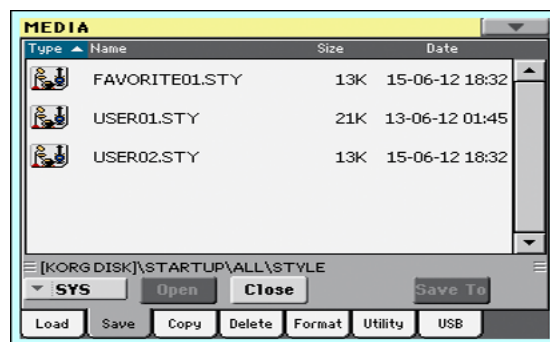 MEDIA
Type Name Size Date
FAVORITE01.STY 13K 15-06-12 18:32
USER01.STY 21K 13-06-12 01:45
USER02.STY 13K 15-06-12 18:32
[KORG DISK]\STARTUP\ALL\STYLE
SYS Open Close Save To
Load Save Copy Delete Format Utility USB